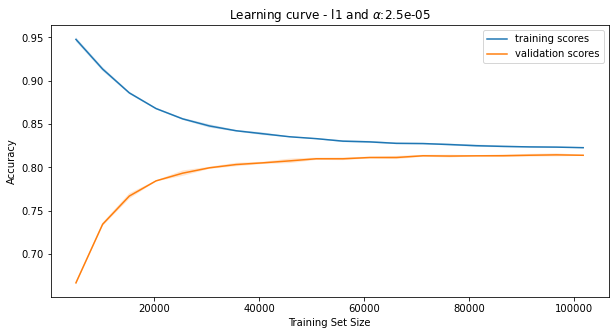 Learning curve - l1 and α:2.5e-05
training scores
validation scores
Accuracy
0.95
0.90
0.85
0.80
0.75
0.70
20000 40000 60000 80000 100000
Training Set Size